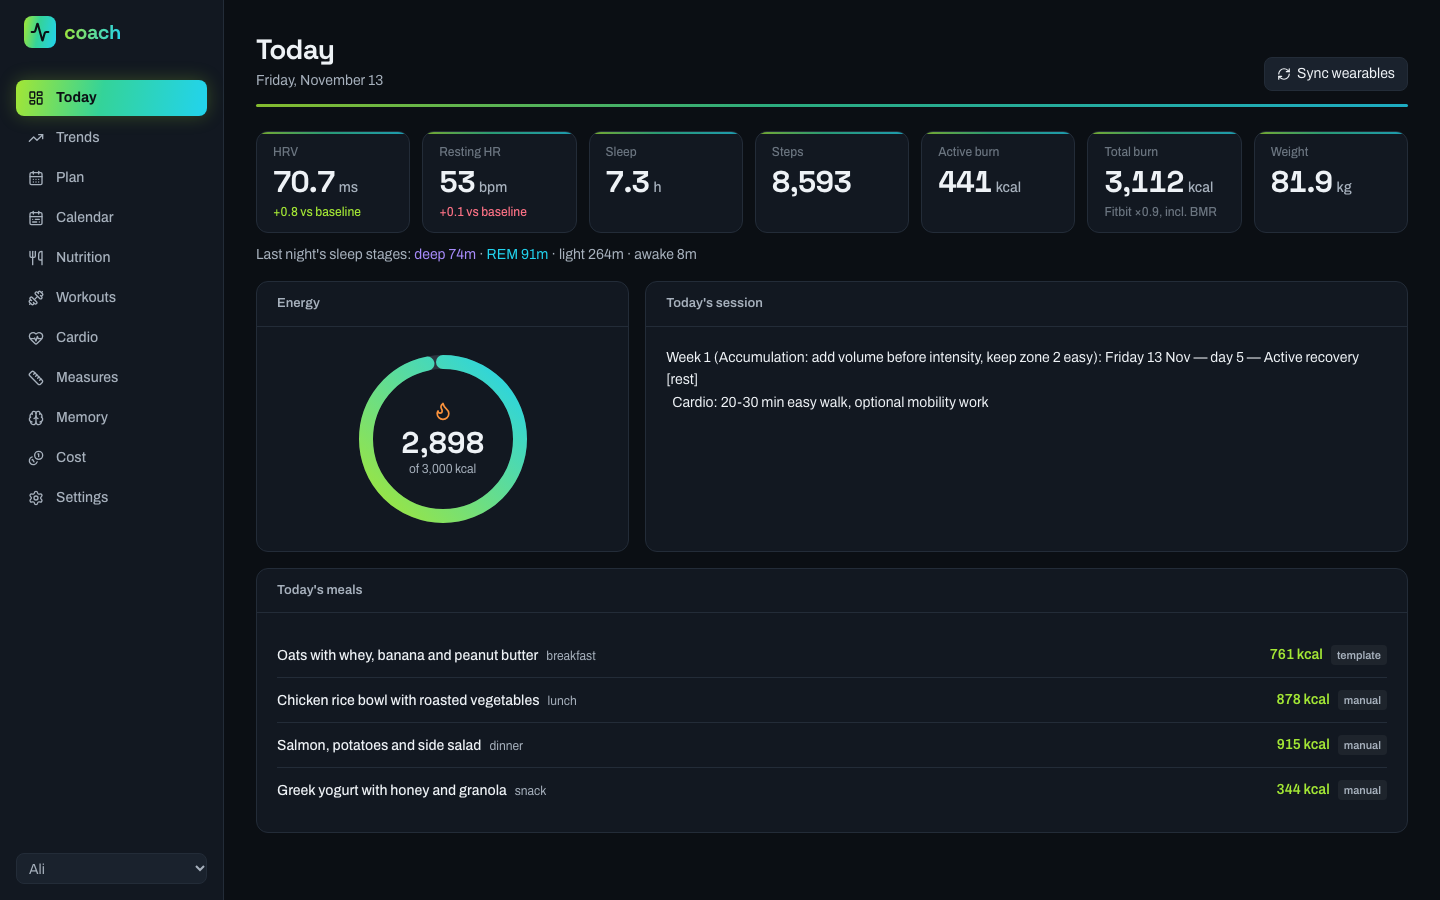 coach
Today
Trends
Plan
Calendar
Nutrition
Workouts
Cardio
Measures
Memory
Cost
Settings
Ali
Today
Friday, November 13
Sync wearables
HRV
70.7 ms
+0.8 vs baseline
Resting HR
53 bpm
+0.1 vs baseline
Sleep
7.3 h
Steps
8,593
Active burn
441 kcal
Total burn
3,112 kcal
Fitbit ×0.9, incl. BMR
Weight
81.9 kg
Last night's sleep stages: deep 74m · REM 91m · light 264m · awake 8m
Energy
2,898
of 3,000 kcal
Today's session
Week 1 (Accumulation: add volume before intensity, keep zone 2 easy): Friday 13 Nov — day 5 — Active recovery
[rest]
Cardio: 20-30 min easy walk, optional mobility work
Today's meals
Oats with whey, banana and peanut butter breakfast 761 kcal template
Chicken rice bowl with roasted vegetables lunch 878 kcal manual
Salmon, potatoes and side salad dinner 915 kcal manual
Greek yogurt with honey and granola snack 344 kcal manual